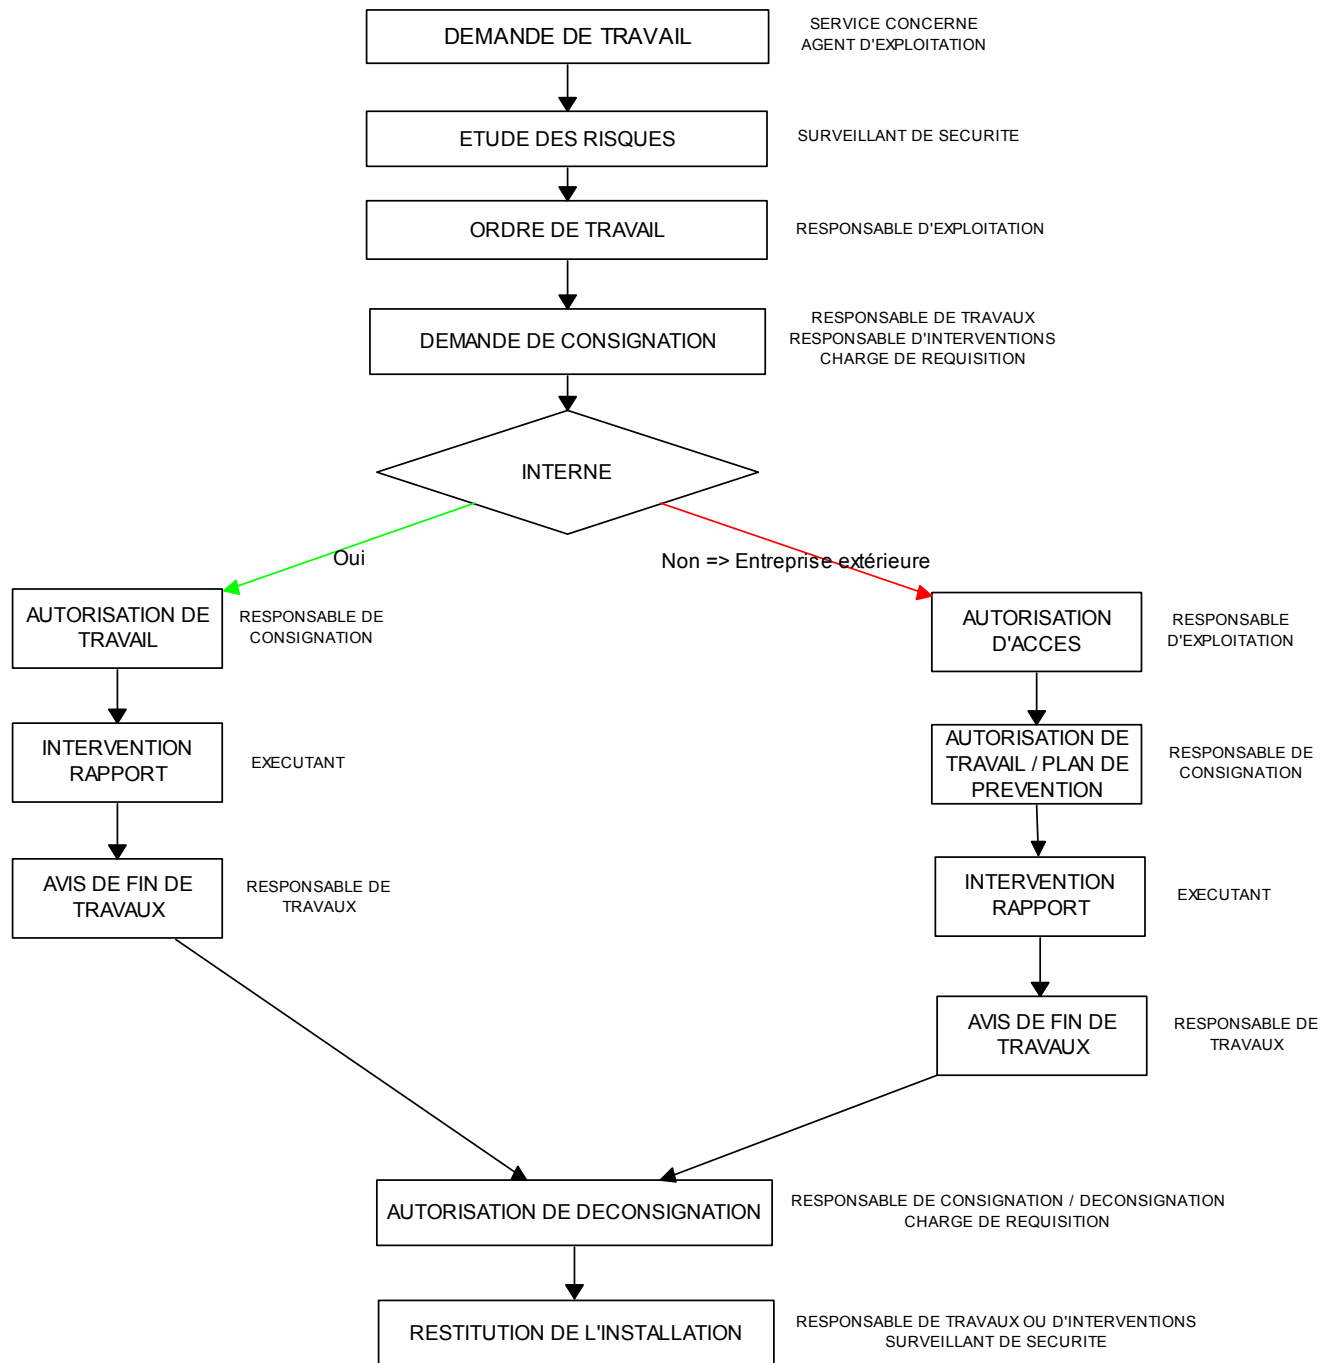 DEMANDE DE TRAVAIL
SERVICE CONCERNE
AGENT D'EXPLOITATION
ETUDE DES RISQUES
SURVEILLANT DE SECURITE
ORDRE DE TRAVAIL
RESPONSABLE D'EXPLOITATION
DEMANDE DE CONSIGNATION
RESPONSABLE DE TRAVAUX
RESPONSABLE D'INTERVENTIONS
CHARGE DE REQUISITION
INTERNE
Oui
Non => Entreprise extérieure
AUTORISATION DE
TRAVAIL
RESPONSABLE DE
CONSIGNATION
INTERVENTION
RAPPORT
EXECUTANT
AVIS DE FIN DE
TRAVAUX
RESPONSABLE DE
TRAVAUX
AUTORISATION
D'ACCES
RESPONSABLE
D'EXPLOITATION
AUTORISATION DE
TRAVAIL / PLAN DE
PREVENTION
RESPONSABLE DE
CONSIGNATION
INTERVENTION
RAPPORT
EXECUTANT
AVIS DE FIN DE
TRAVAUX
RESPONSABLE DE
TRAVAUX
AUTORISATION DE DECONSIGNATION
RESPONSABLE DE CONSIGNATION / DECONSIGNATION
CHARGE DE REQUISITION
RESTITUTION DE L'INSTALLATION
RESPONSABLE DE TRAVAUX OU D'INTERVENTIONS
SURVEILLANT DE SECURITE